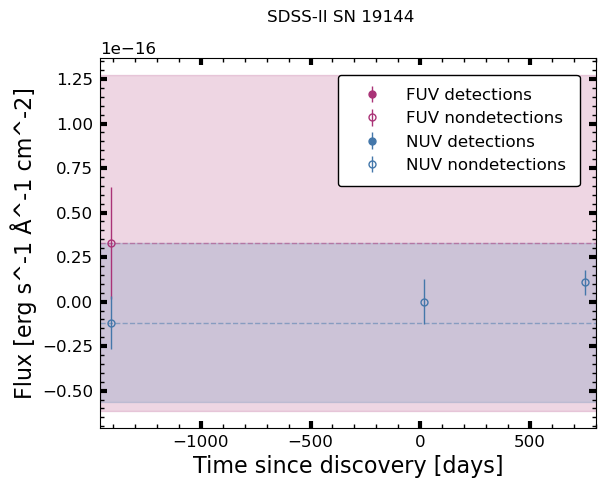 SDSS-II SN 19144
1e−16
1.25
1.00
0.75
0.50
0.25
0.00
−0.25
−0.50
Flux [erg s^-1 Å^-1 cm^-2]
FUV detections
FUV nondetections
NUV detections
NUV nondetections
−1000
−500
0
500
Time since discovery [days]